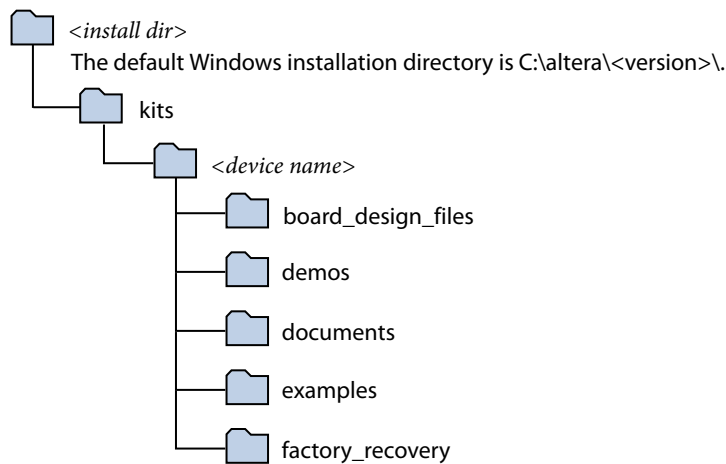 <install dir>
The default Windows installation directory is C:\altera\<version>\.
kits
<device name>
board_design_files
demos
documents
examples
factory_recovery